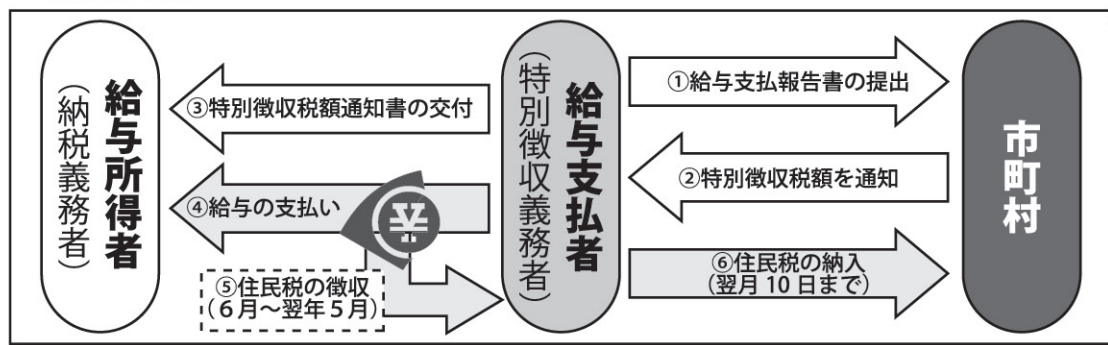 給与所得者
（納税義務者）
③特別徴収税額通知書の交付
④給与の支払い
⑤住民税の徴収
（6月～翌年5月）
給与支払者
（特別徴収義務者）
①給与支払報告書の提出
②特別徴収税額を通知
⑥住民税の納入
（翌月10日まで）
市町村